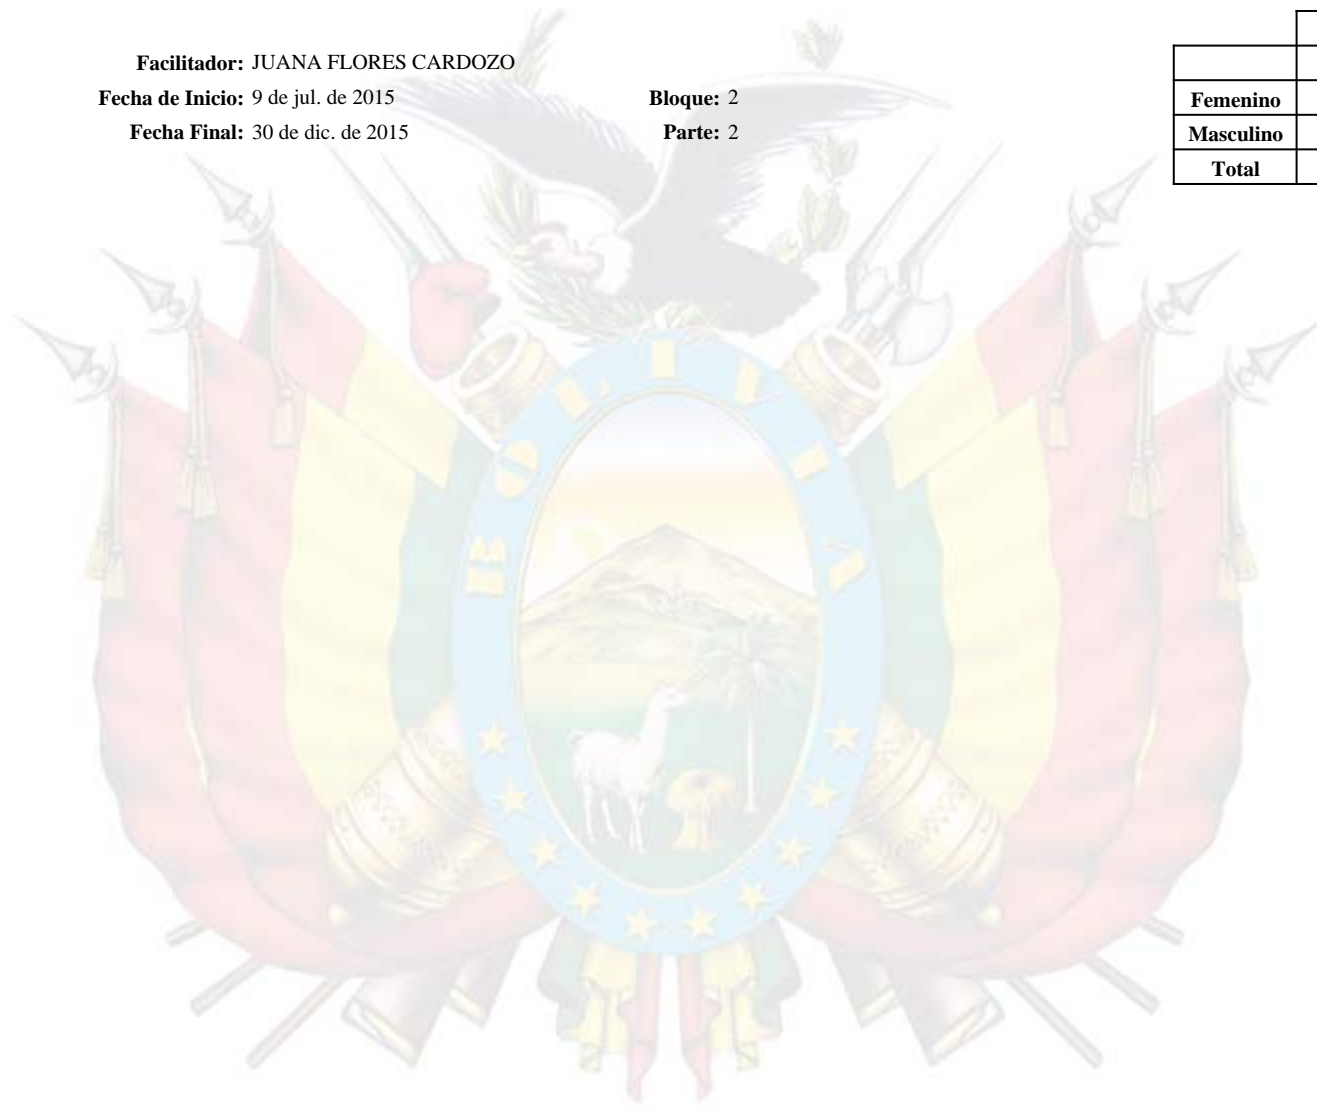 Facilitador: JUANA FLORES CARDOZO
Fecha de Inicio: 9 de jul. de 2015 Bloque: 2
Fecha Final: 30 de dic. de 2015 Parte: 2
Femenino
Masculino
Total
BOLIVIA